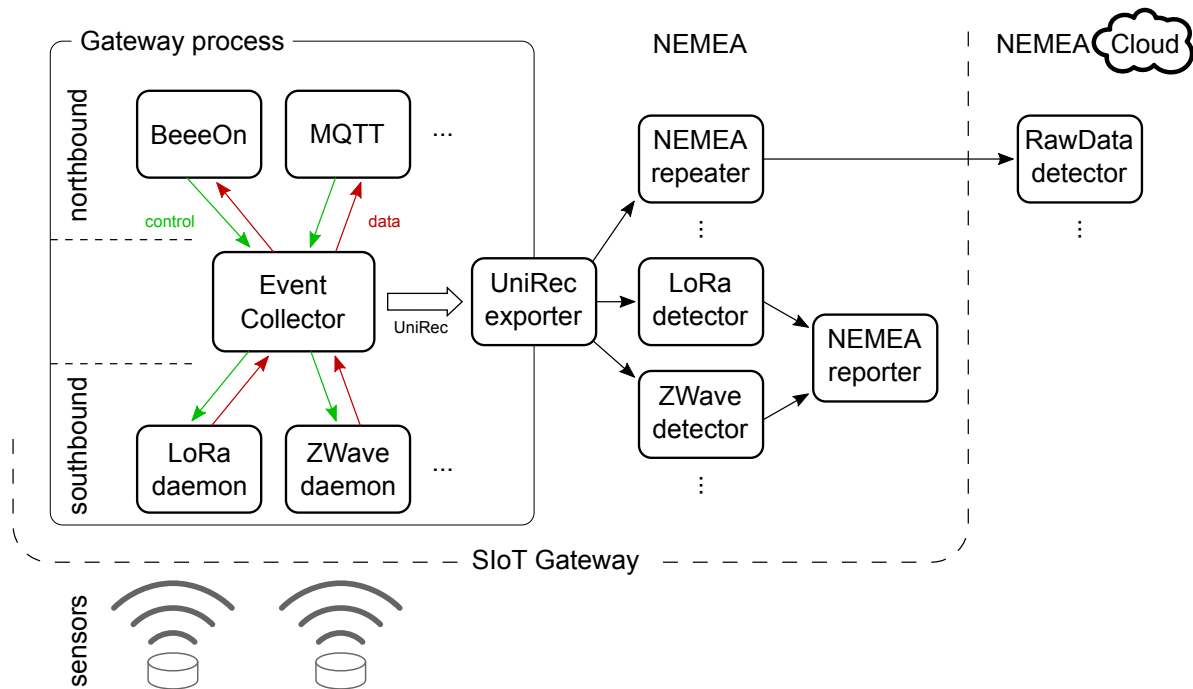 Gateway process
NEMEA
NEMEA
Cloud
northbound
BeeeOn
MQTT
...
NEMEA
repeater
RawData
detector
control
data
...
...
Event
Collector
UniRec
UniRec
exporter
LoRa
detector
NEMEA
reporter
ZWave
detector
southbound
LoRa
daemon
ZWave
daemon
...
...
SIoT Gateway
sensors